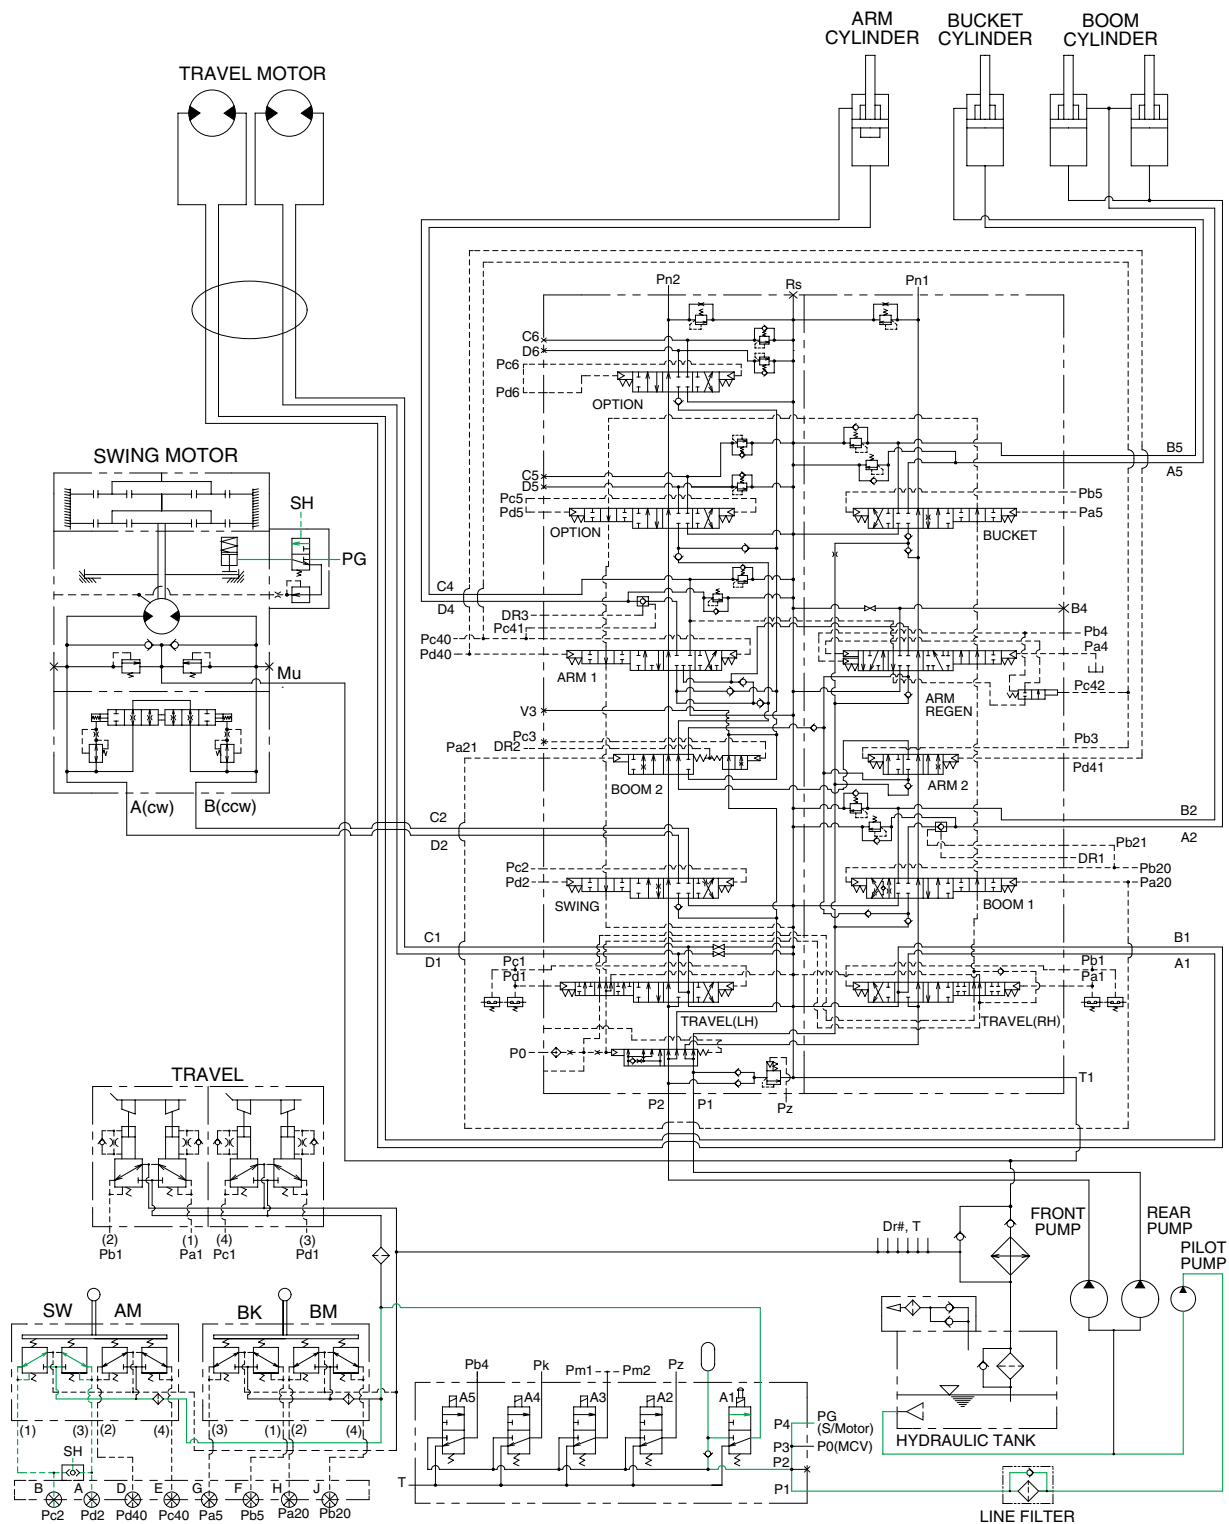 ARM
CYLINDER
BUCKET
CYLINDER
BOOM
CYLINDER
TRAVEL MOTOR
Pn2
Rs
Pn1
C6
D6
Pc6
Pd6
OPTION
B5
A5
SWING MOTOR
SH
PG
C5
D5
Pc5
Pd5
OPTION
Pb5
Pa5
BUCKET
C4
D4
DR3
Pc41
Pc40
Pd40
ARM 1
B4
Pb4
Pa4
Pc42
ARM
REGEN
Mu
V3
Pc3
DR2
Pa21
BOOM 2
Pb3
Pd41
ARM 2
A(cw)
B(ccw)
C2
D2
B2
A2
Pb21
DR1
Pc2
Pd2
SWING
Pb20
Pa20
BOOM 1
C1
D1
B1
A1
Pc1
Pd1
TRAVEL(LH)
Pb1
Pa1
TRAVEL(RH)
P0
T1
P2
P1
Pz
TRAVEL
(2)
Pb1
(1)
Pa1
(4)
Pc1
(3)
Pd1
Dr#, T
FRONT
PUMP
REAR
PUMP
PILOT
PUMP
SW
AM
BK
BM
(1)
(3)
(2)
(4)
(3)
(1)
(2)
(4)
Pb4
Pk
Pm1
Pm2
Pz
A5
A4
A3
A2
A1
P4
PG
(S/Motor)
P3
P0(MCV)
P2
P1
T
HYDRAULIC TANK
LINE FILTER
SH
B
A
D
E
G
F
H
J
Pc2
Pd2
Pd40
Pc40
Pa5
Pb5
Pa20
Pb20